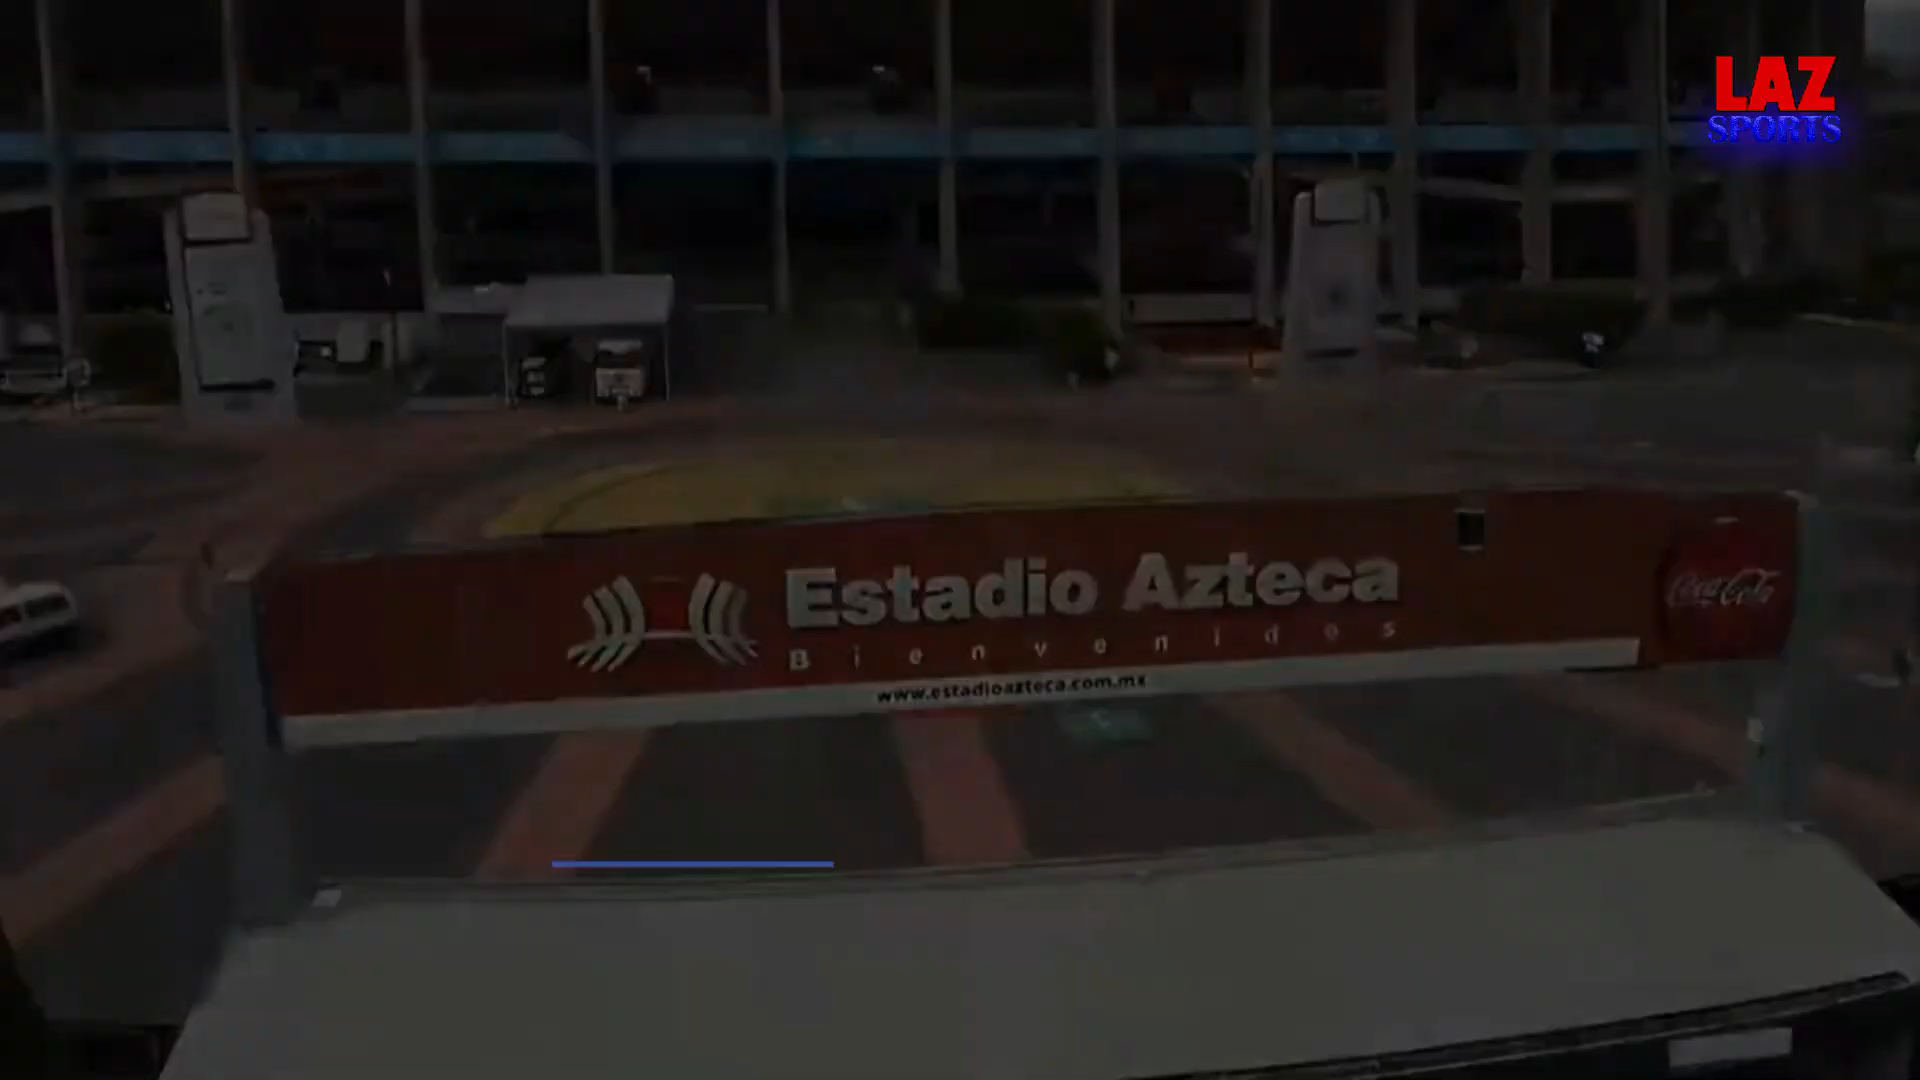 LAZ
SPORTS
Estadio Azteca
Bienvenidos
www.estadioazteca.com.mx
Coca-Cola